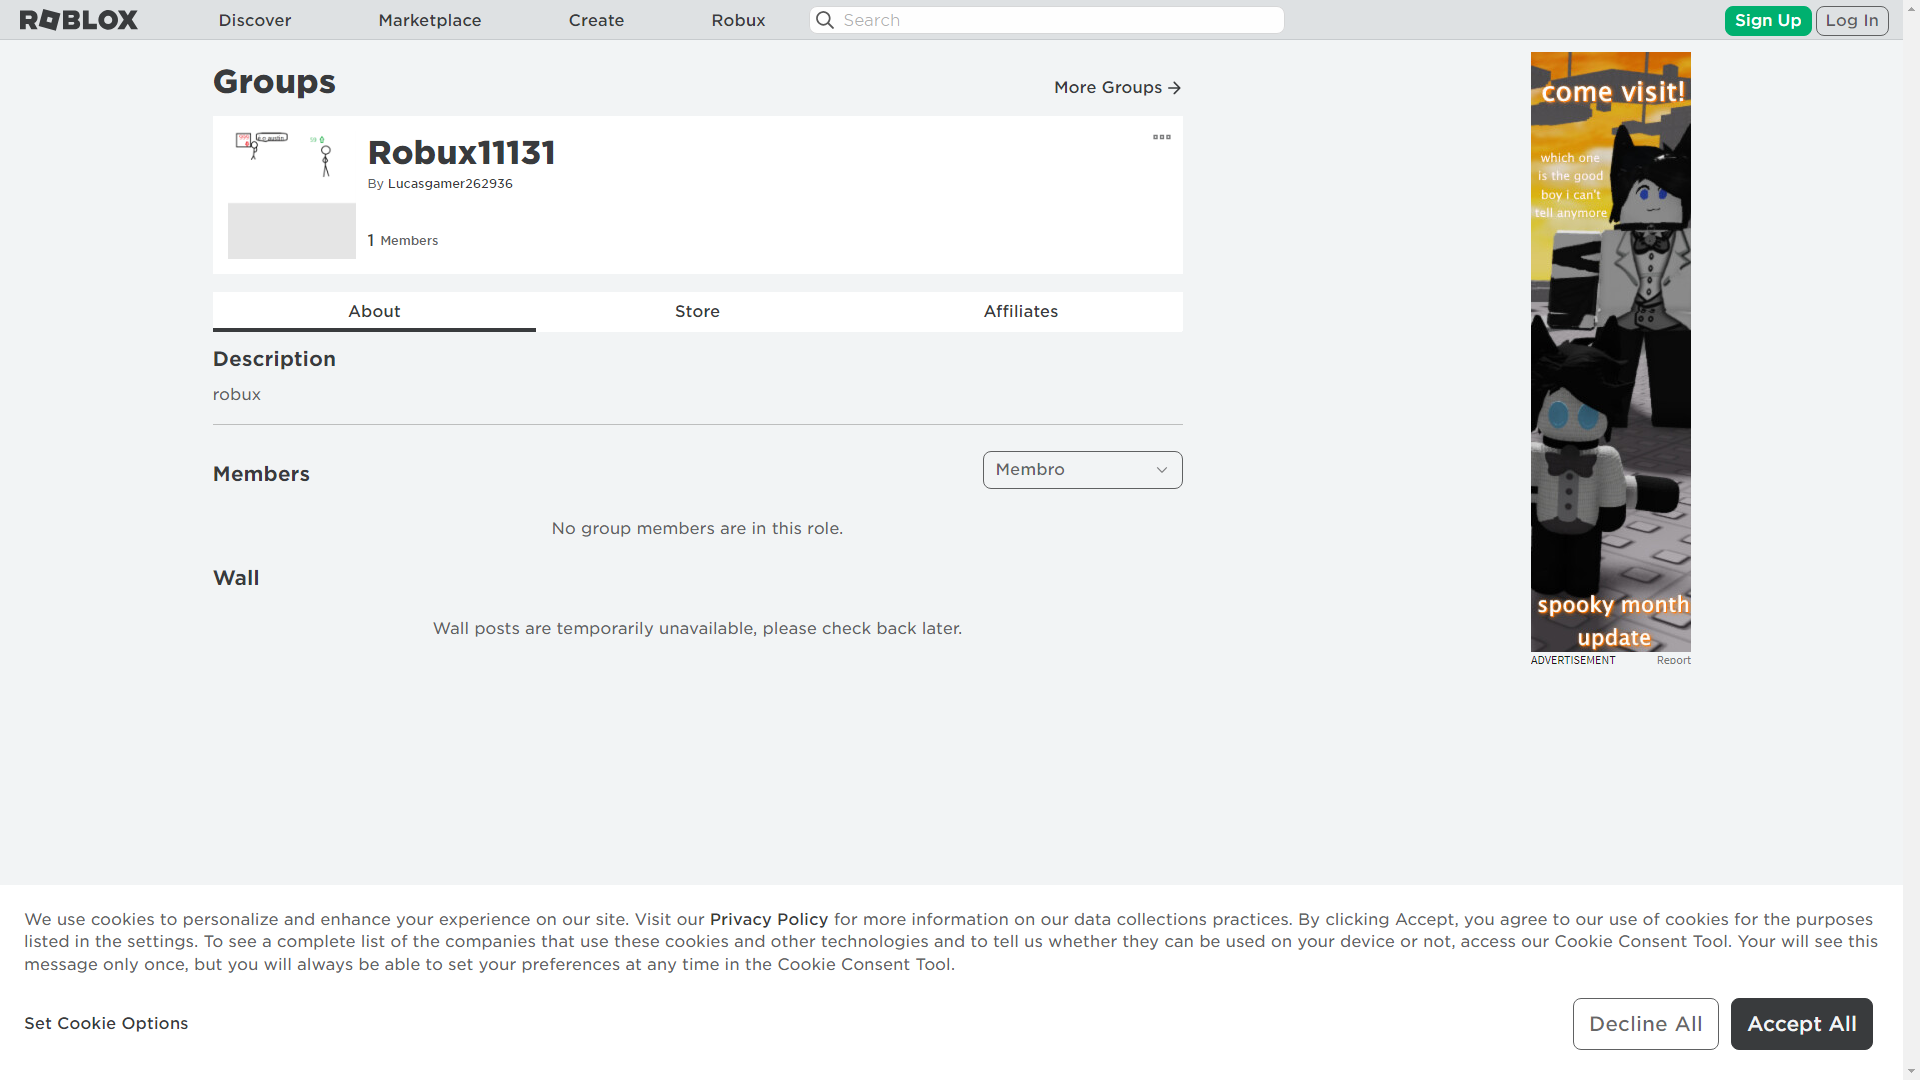 ROBLOX
Discover
Marketplace
Create
Robux
Search
Sign Up
Log In
Groups
More Groups
Robux11131
By Lucasgamer262936
1 Members
About
Store
Affiliates
Description
robux
Members
Membro
No group members are in this role.
Wall
Wall posts are temporarily unavailable, please check back later.
come visit!
which one
is the good
boy i can't
tell anymore
spooky month
update
ADVERTISEMENT
Report
We use cookies to personalize and enhance your experience on our site. Visit our Privacy Policy for more information on our data collections practices. By clicking Accept, you agree to our use of cookies for the purposes
listed in the settings. To see a complete list of the companies that use these cookies and other technologies and to tell us whether they can be used on your device or not, access our Cookie Consent Tool. Your will see this
message only once, but you will always be able to set your preferences at any time in the Cookie Consent Tool.
Set Cookie Options
Decline All
Accept All